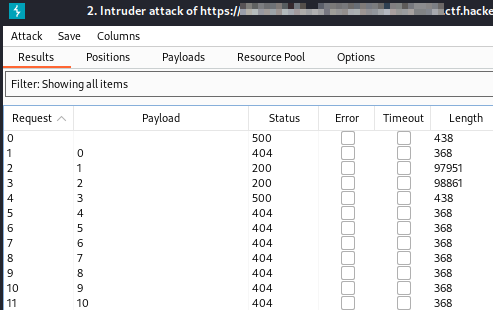 2. Intruder attack of https:// .ctf.hacke
Attack Save Columns
Results Positions Payloads Resource Pool Options
Filter: Showing all items
Request Payload Status Error Timeout Length
0 500 438
1 0 404 368
2 1 200 97951
3 2 200 98861
4 3 500 438
5 4 404 368
6 5 404 368
7 6 404 368
8 7 404 368
9 8 404 368
10 9 404 368
11 10 404 368